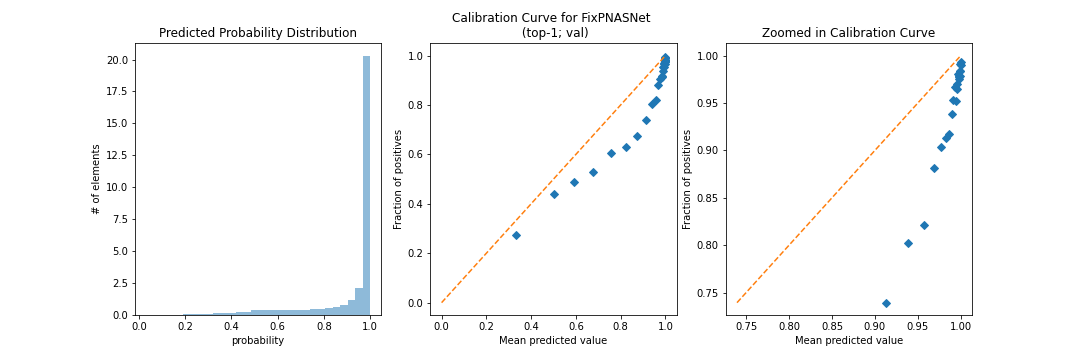 Predicted Probability Distribution
20.0
17.5
15.0
12.5
10.0
7.5
5.0
2.5
0.0
# of elements
0.0 0.2 0.4 0.6 0.8 1.0
probability
Calibration Curve for FixPNASNet
(top-1; val)
1.0
0.8
0.6
0.4
0.2
0.0
Fraction of positives
0.0 0.2 0.4 0.6 0.8 1.0
Mean predicted value
Zoomed in Calibration Curve
1.00
0.95
0.90
0.85
0.80
0.75
Fraction of positives
0.75 0.80 0.85 0.90 0.95 1.00
Mean predicted value